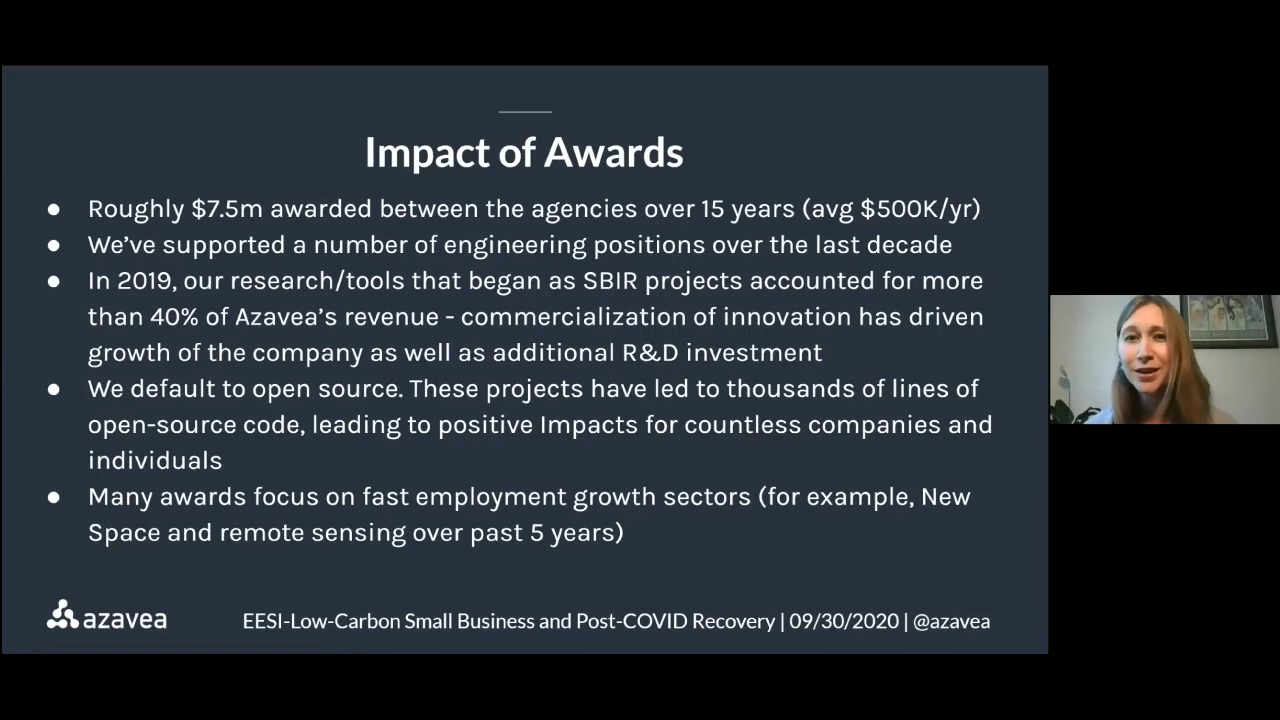 Impact of Awards
● Roughly $7.5m awarded between the agencies over 15 years (avg $500K/yr)
● We’ve supported a number of engineering positions over the last decade
● In 2019, our research/tools that began as SBIR projects accounted for more
than 40% of Azavea’s revenue - commercialization of innovation has driven
growth of the company as well as additional R&D investment
● We default to open source. These projects have led to thousands of lines of
open-source code, leading to positive Impacts for countless companies and
individuals
● Many awards focus on fast employment growth sectors (for example, New
Space and remote sensing over past 5 years)
azavea
EESI-Low-Carbon Small Business and Post-COVID Recovery | 09/30/2020 | @azavea